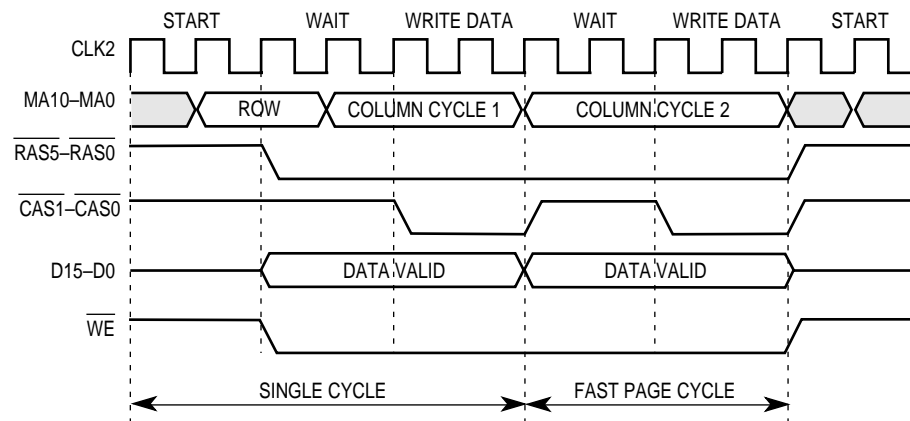 START WAIT WRITE DATA WAIT WRITE DATA START
CLK2
MA10–MA0 ROW COLUMN CYCLE 1 COLUMN CYCLE 2
RAS5–RAS0
CAS1–CAS0
D15–D0 DATA VALID DATA VALID
WE
SINGLE CYCLE FAST PAGE CYCLE